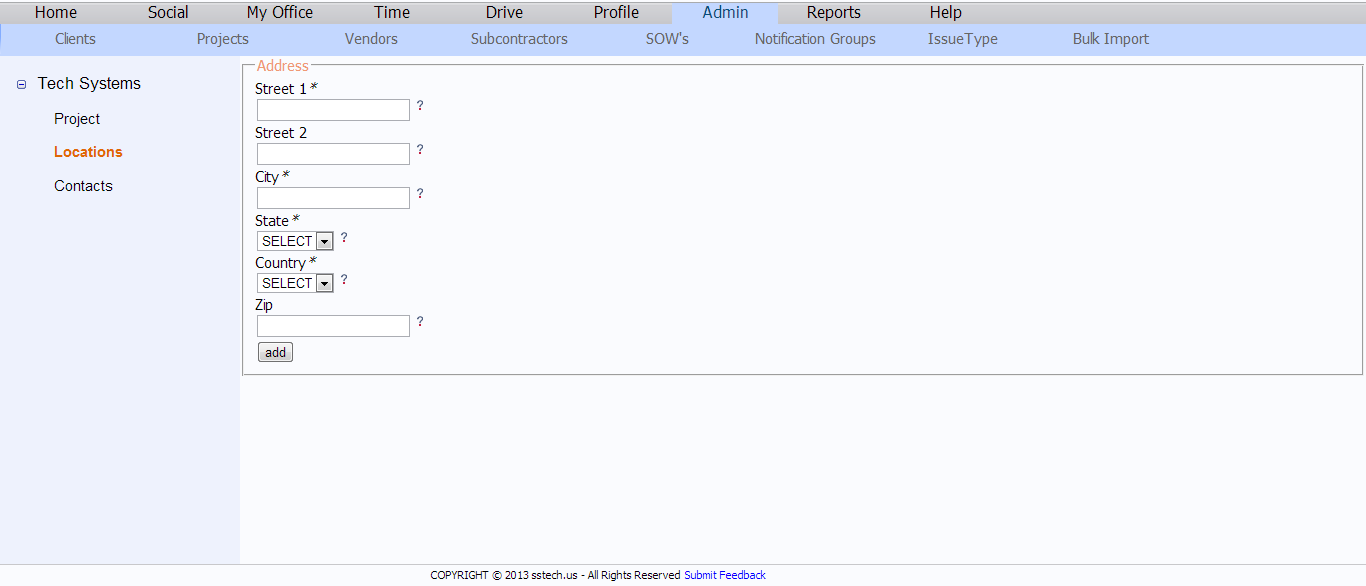 Home Social My Office Time Drive Profile Admin Reports Help
Clients Projects Vendors Subcontractors SOW's Notification Groups IssueType Bulk Import
Tech Systems
Project
Locations
Contacts
Address
Street 1 *
?
Street 2
?
City *
?
State *
SELECT ?
Country *
SELECT ?
Zip
?
add
COPYRIGHT © 2013 sstech.us - All Rights Reserved Submit Feedback